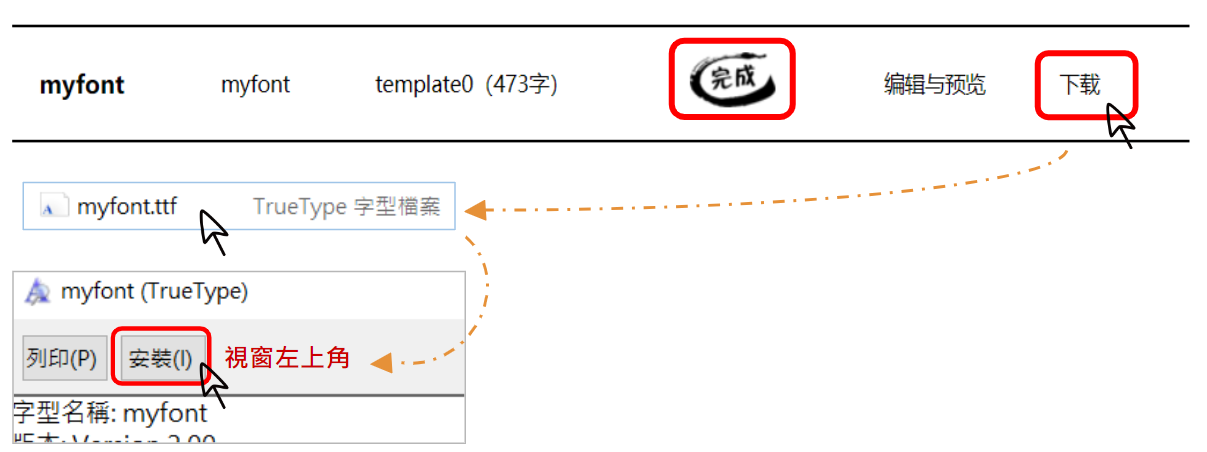 myfont myfont template0 (473字) 完成 编辑与预览 下载
myfont.ttf TrueType 字型檔案
myfont (TrueType)
列印(P) 安裝(I) 視窗左上角
字型名稱: myfont
版本: Version 2.00